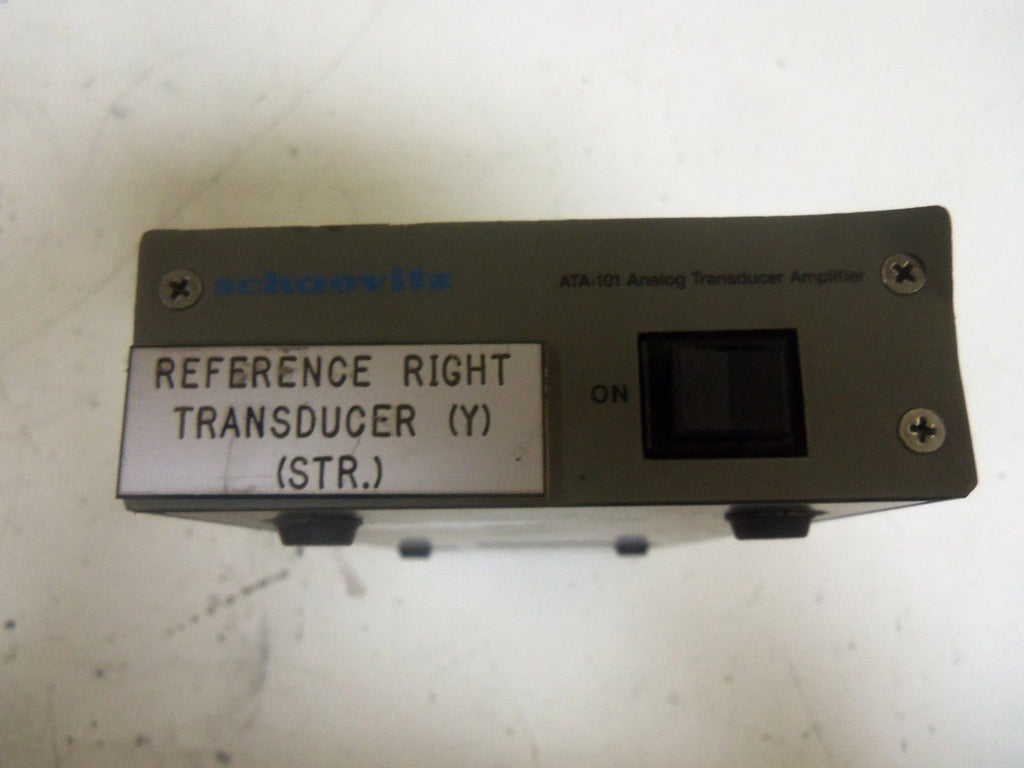 schaevitz
ATA-101 Analog Transducer Amplifier
REFERENCE RIGHT
TRANSDUCER (Y)
(STR.)
ON